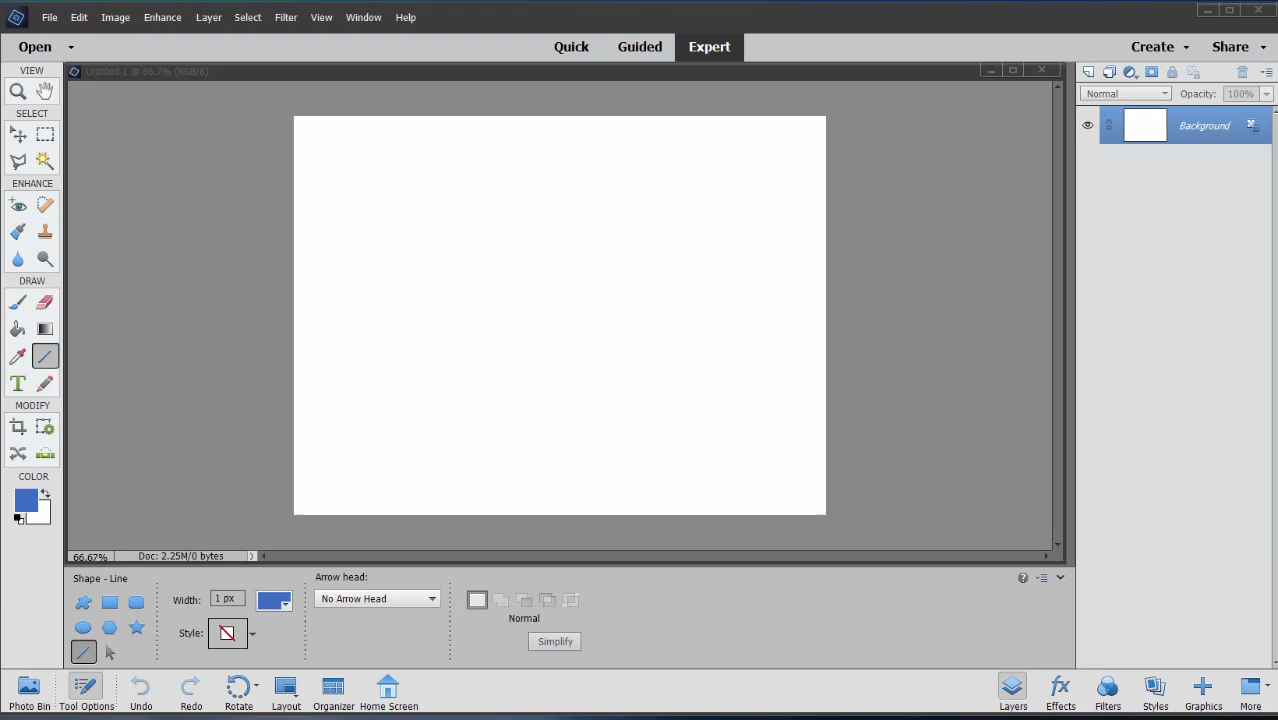 File Edit Image Enhance Layer Select Filter View Window Help
Open Quick Guided Expert Create Share
VIEW
Untitled-1 @ 66.7% (RGB/8)
Normal Opacity: 100%
SELECT
Background
ENHANCE
DRAW
T
MODIFY
COLOR
66.67% Doc: 2.25M/0 bytes
Shape - Line
Width: 1 px
Style:
Arrow head:
No Arrow Head
Normal
Simplify
Photo Bin Tool Options Undo Redo Rotate Layout Organizer Home Screen Layers Effects Filters Styles Graphics More